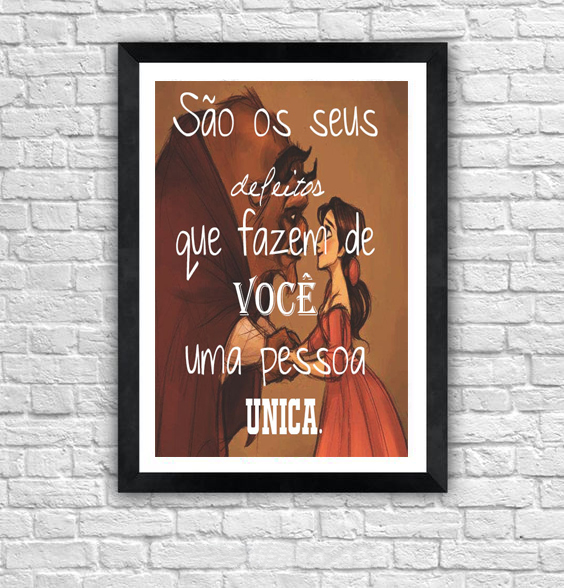 São os seus
defeitos
que fazem de
VOCÊ
uma pessoa
UNICA.